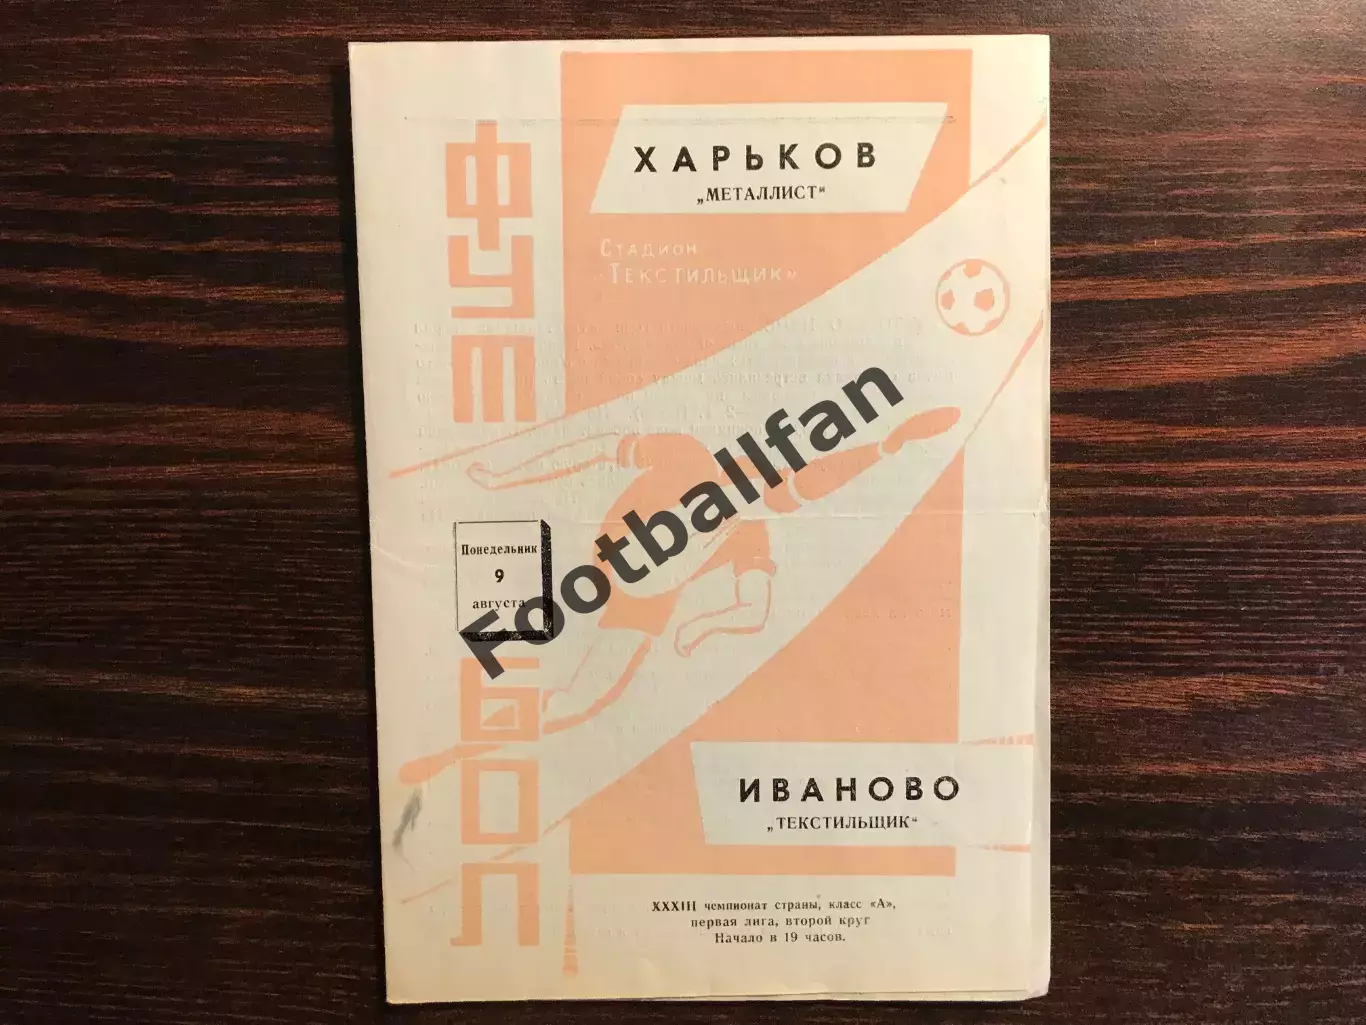 ФУТБОЛ
ХАРЬКОВ
„МЕТАЛЛИСТ“
Стадион
«Текстильщик»
Понедельник
9
августа
Footballfan
ИВАНОВО
„ТЕКСТИЛЬЩИК“
XXXIII чемпионат страны, класс «А»,
первая лига, второй круг
Начало в 19 часов.